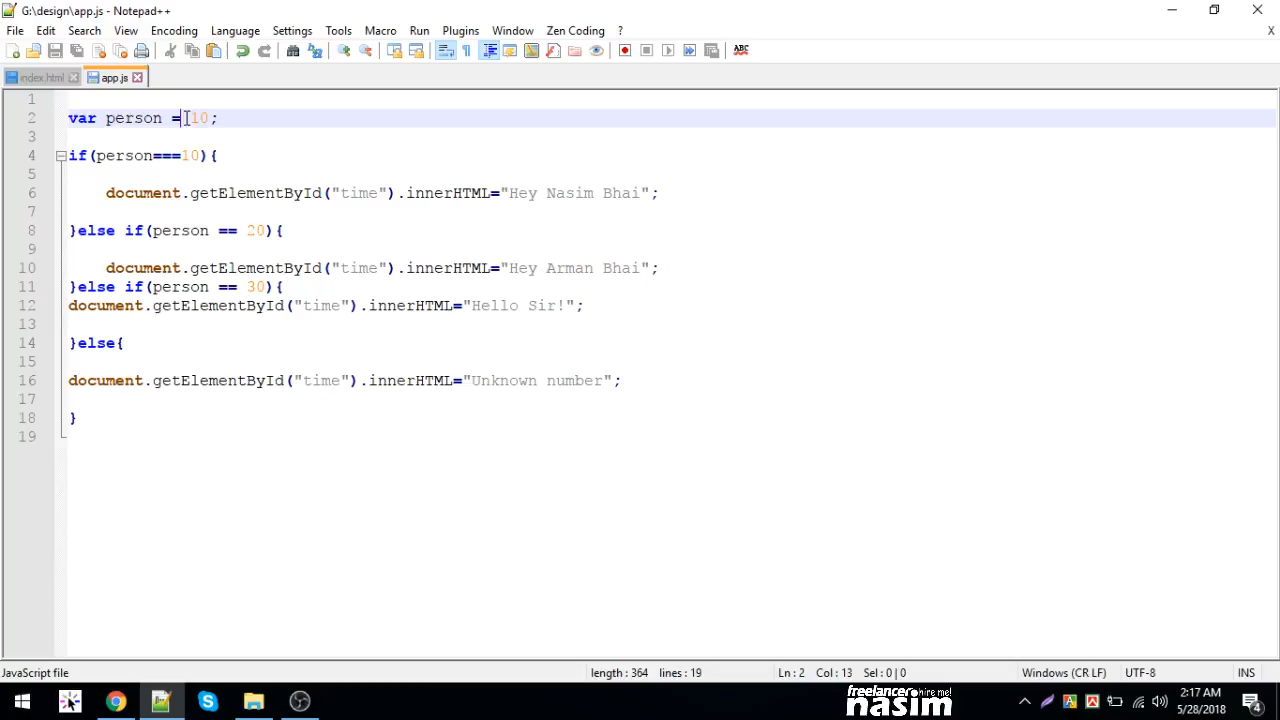 G:\design\app.js - Notepad++
File Edit Search View Encoding Language Settings Tools Macro Run Plugins Window Zen Coding ? X
ABC
index.html app.js
1
2 var person = 10;
3
4 if(person===10){
5
6 document.getElementById("time").innerHTML="Hey Nasim Bhai";
7
8 }else if(person == 20){
9
10 document.getElementById("time").innerHTML="Hey Arman Bhai";
11 }else if(person == 30){
12 document.getElementById("time").innerHTML="Hello Sir!";
13
14 }else{
15
16 document.getElementById("time").innerHTML="Unknown number";
17
18 }
19
JavaScript file length : 364 lines : 19 Ln : 2 Col : 13 Sel : 0 | 0 Windows (CR LF) UTF-8 INS
freelancer hire me!
nasim
2:17 AM
5/28/2018
4